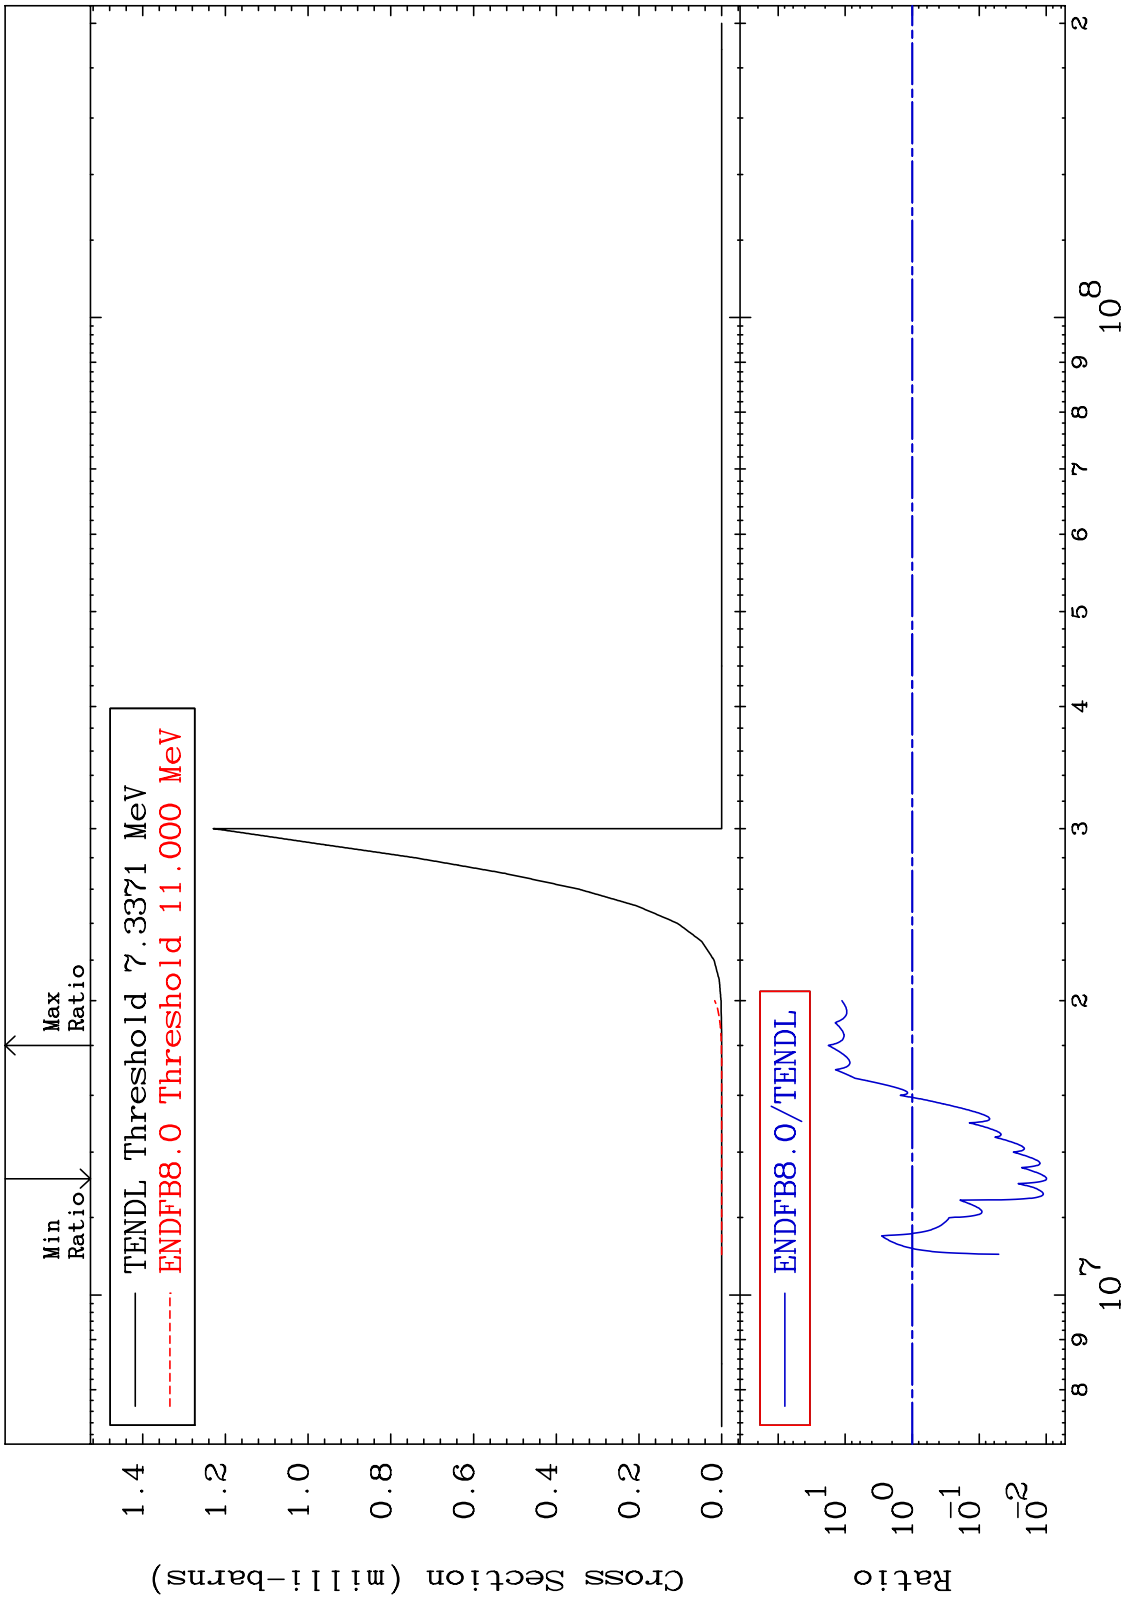 Min
Ratio
Max
Ratio
TENDL Threshold 7.3371 MeV
ENDFB8.0 Threshold 11.000 MeV
1.4
1.2
1.0
0.8
0.6
0.4
0.2
0.0
Cross Section (milli-barns)
ENDFB8.0/TENDL
10^1
10^0
10^-1
10^-2
Ratio
8 9 10^7 2 3 4 5 6 7 8 9 10^8 2